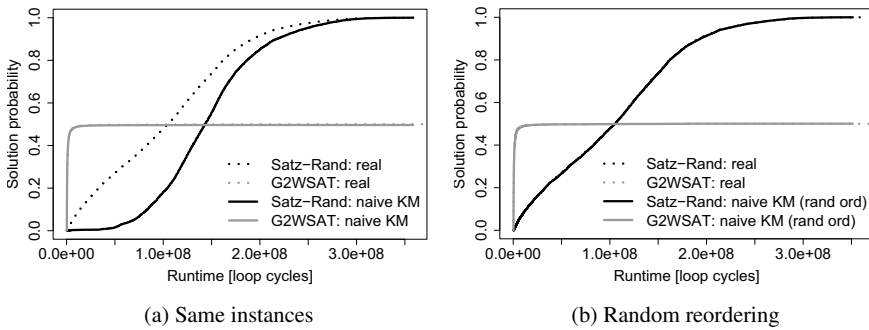 Solution probability
0.0 0.2 0.4 0.6 0.8 1.0
Satz−Rand: real
G2WSAT: real
Satz−Rand: naive KM
G2WSAT: naive KM
0.0e+00 1.0e+08 2.0e+08 3.0e+08
Runtime [loop cycles]
(a) Same instances
Solution probability
0.0 0.2 0.4 0.6 0.8 1.0
Satz−Rand: real
G2WSAT: real
Satz−Rand: naive KM (rand ord)
G2WSAT: naive KM (rand ord)
0.0e+00 1.0e+08 2.0e+08 3.0e+08
Runtime [loop cycles]
(b) Random reordering